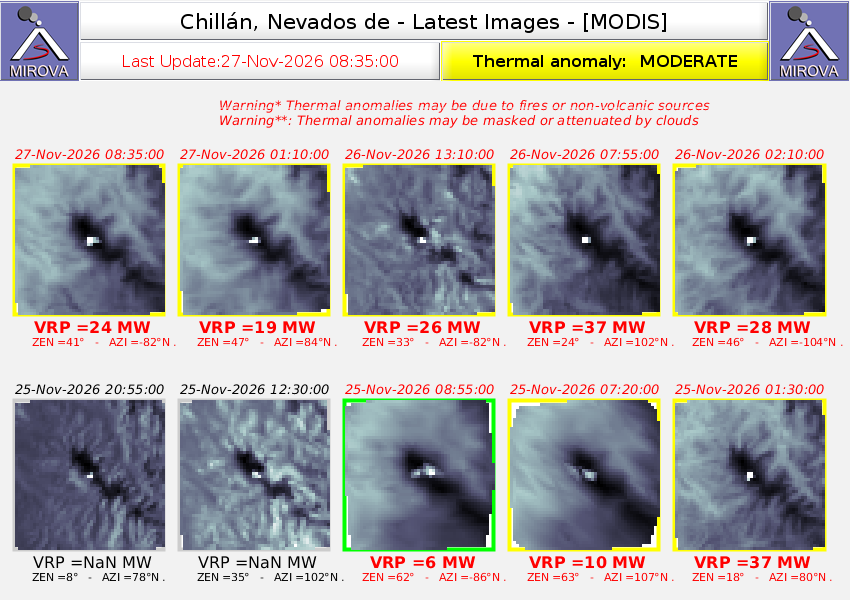 Chillán, Nevados de - Latest Images - [MODIS]
MIROVA
Last Update:27-Nov-2026 08:35:00
Thermal anomaly: MODERATE
MIROVA
Warning* Thermal anomalies may be due to fires or non-volcanic sources
Warning**: Thermal anomalies may be masked or attenuated by clouds
27-Nov-2026 08:35:00 27-Nov-2026 01:10:00 26-Nov-2026 13:10:00 26-Nov-2026 07:55:00 26-Nov-2026 02:10:00
VRP =24 MW VRP =19 MW VRP =26 MW VRP =37 MW VRP =28 MW
ZEN =41° - AZI =-82°N . ZEN =47° - AZI =84°N . ZEN =33° - AZI =-82°N . ZEN =24° - AZI =102°N . ZEN =46° - AZI =-104°N .
25-Nov-2026 20:55:00 25-Nov-2026 12:30:00 25-Nov-2026 08:55:00 25-Nov-2026 07:20:00 25-Nov-2026 01:30:00
VRP =NaN MW VRP =NaN MW VRP =6 MW VRP =10 MW VRP =37 MW
ZEN =8° - AZI =78°N . ZEN =35° - AZI =102°N . ZEN =62° - AZI =-86°N . ZEN =63° - AZI =107°N . ZEN =18° - AZI =80°N .